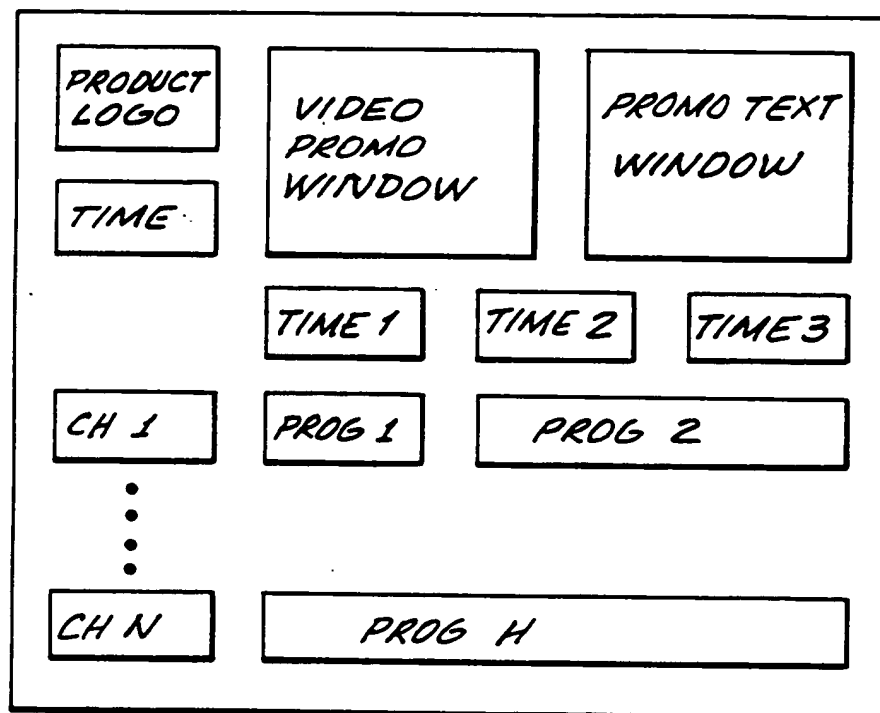 PRODUCT
LOGO
TIME
VIDEO
PROMO
WINDOW
PROMO TEXT
WINDOW
TIME 1
TIME 2
TIME 3
CH 1
PROG 1
PROG 2
CH N
PROG H